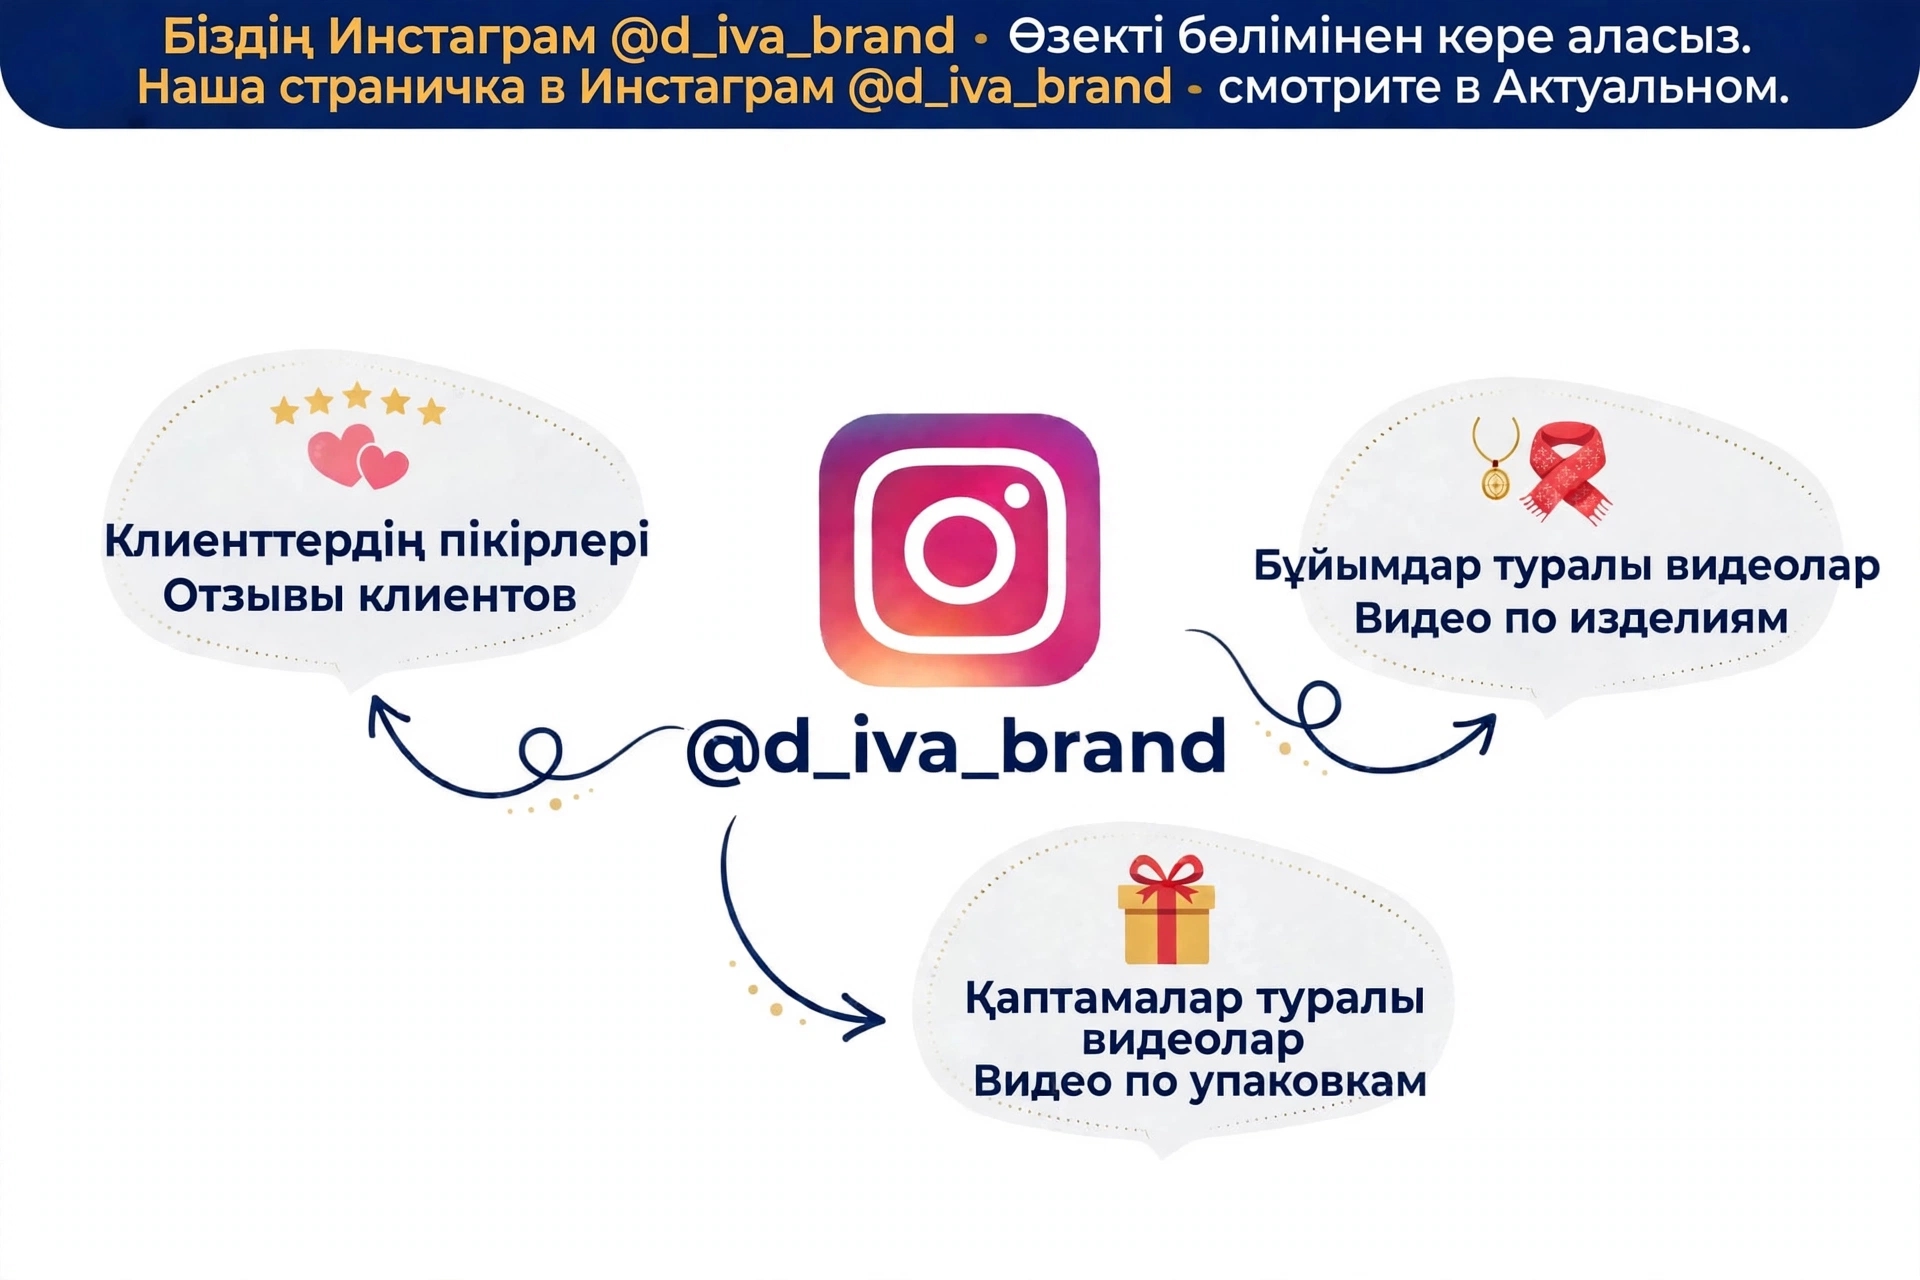 Біздің Инстаграм @d_iva_brand • Өзекті бөлімінен көре аласыз.
Наша страничка в Инстаграм @d_iva_brand • смотрите в Актуальном.
Клиенттердің пікірлері
Отзывы клиентов
Бұйымдар туралы видеолар
Видео по изделиям
@d_iva_brand
Қаптамалар туралы
видеолар
Видео по упаковкам